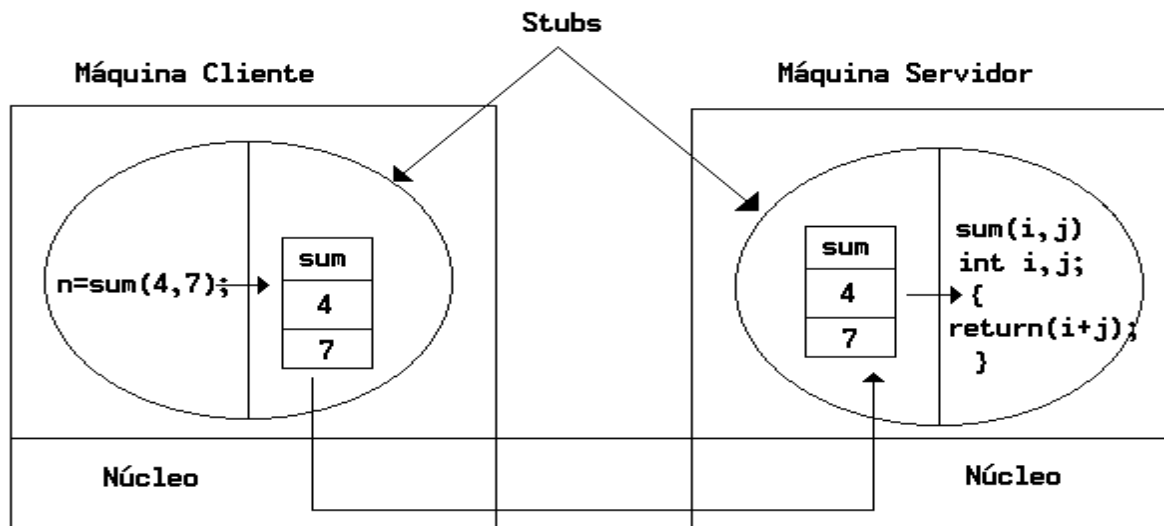 Stubs
Máquina Cliente
Máquina Servidor
n=sum(4,7);
sum
4
7
sum
4
7
sum(i,j)
int i,j;
{
return(i+j);
}
Núcleo
Núcleo